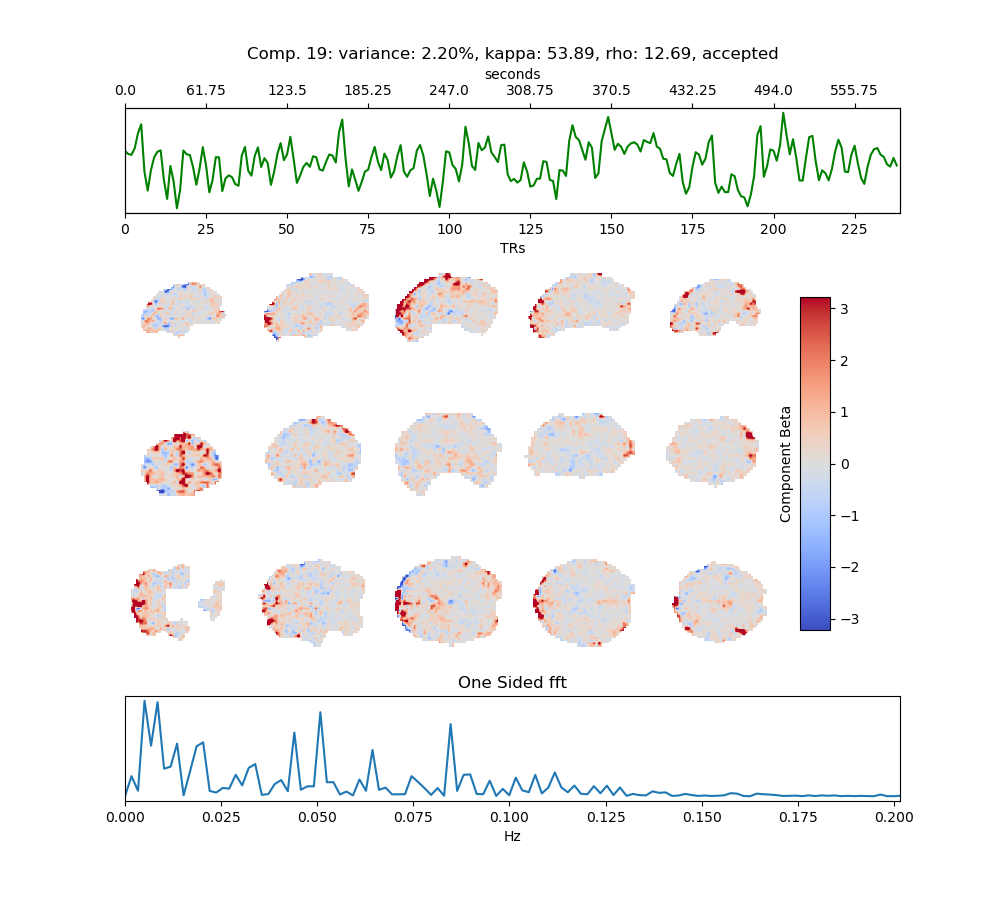 Comp. 19: variance: 2.20%, kappa: 53.89, rho: 12.69, accepted
seconds
0.0 61.75 123.5 185.25 247.0 308.75 370.5 432.25 494.0 555.75
0 25 50 75 100 125 150 175 200 225
TRs
3
2
1
0
−1
−2
−3
Component Beta
One Sided fft
0.000 0.025 0.050 0.075 0.100 0.125 0.150 0.175 0.200
Hz